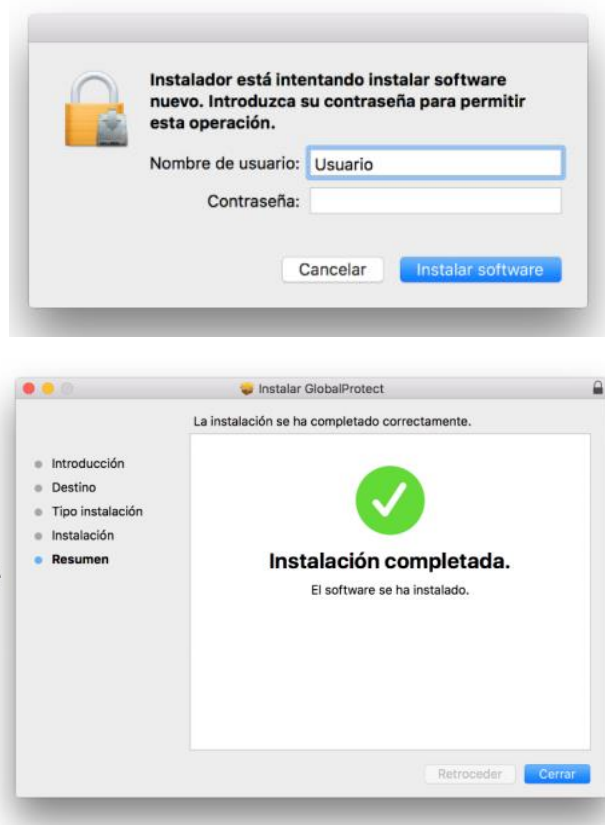 Instalador está intentando instalar software
nuevo. Introduzca su contraseña para permitir
esta operación.
Nombre de usuario: Usuario
Contraseña:
Cancelar Instalar software
Instalar GlobalProtect
La instalación se ha completado correctamente.
Introducción
Destino
Tipo instalación
Instalación
Resumen
Instalación completada.
El software se ha instalado.
Retroceder Cerrar